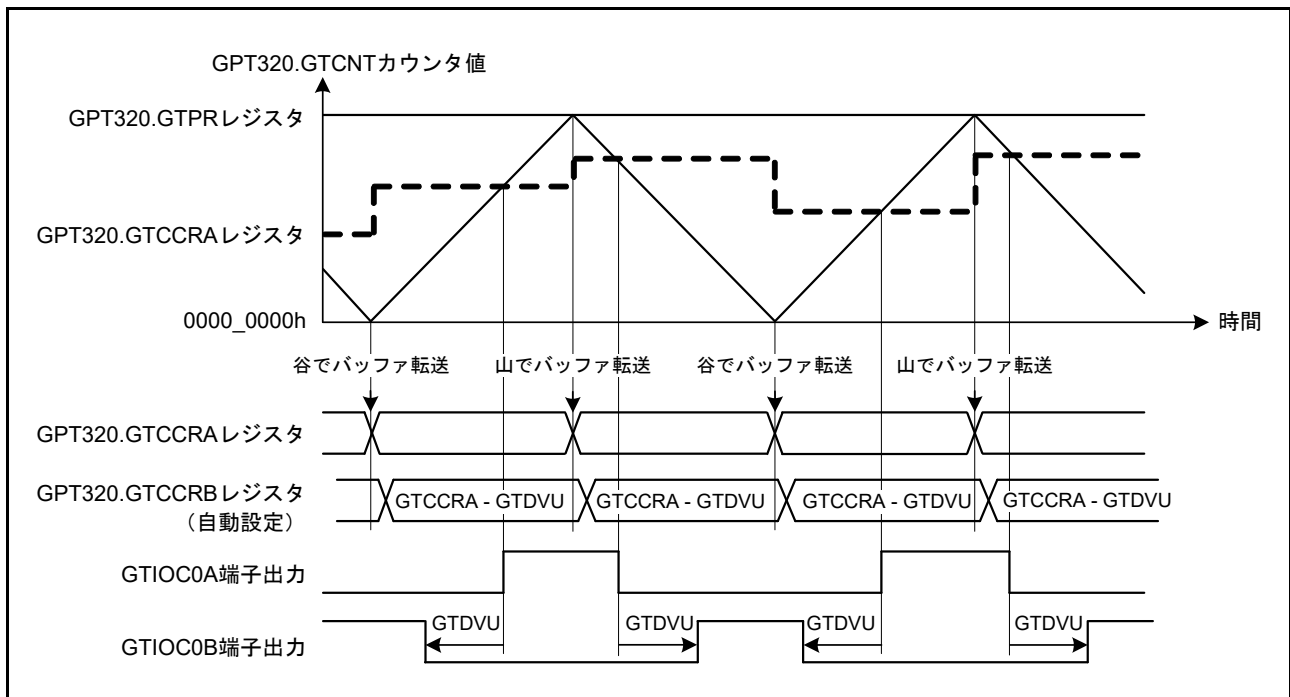 GPT320.GTCNTカウンタ値
GPT320.GTPRレジスタ
GPT320.GTCCRAレジスタ
0000_0000h
時間
谷でバッファ転送
山でバッファ転送
谷でバッファ転送
山でバッファ転送
GPT320.GTCCRAレジスタ
GPT320.GTCCRBレジスタ
(自動設定)
GTCCRA - GTDVU
GTCCRA - GTDVU
GTCCRA - GTDVU
GTCCRA - GTDVU
GTIOC0A端子出力
GTIOC0B端子出力
GTDVU
GTDVU
GTDVU
GTDVU